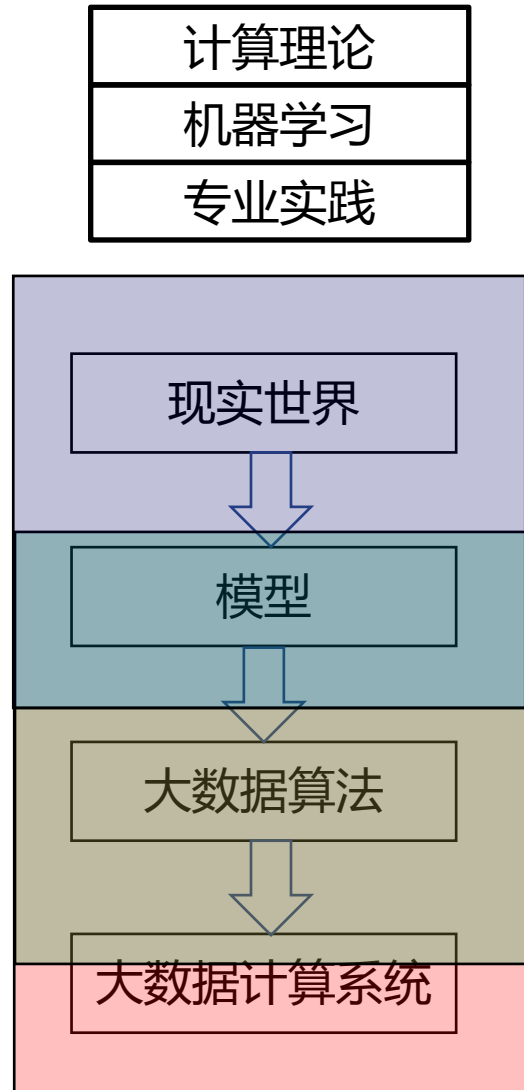 计算理论
机器学习
专业实践
现实世界
模型
大数据算法
大数据计算系统